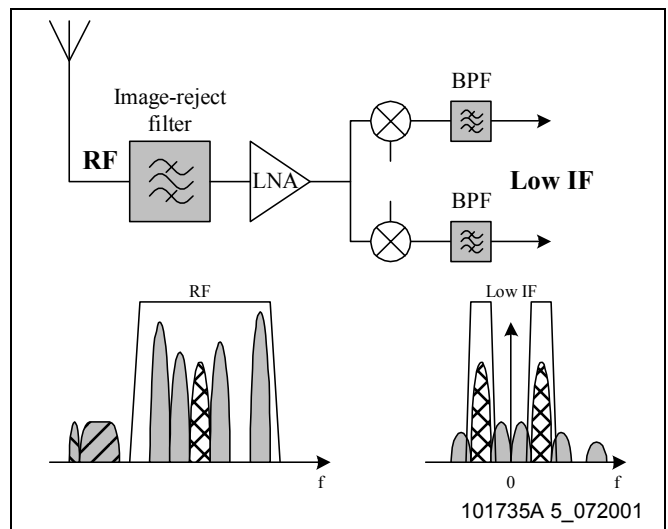 BPF
Image-reject
filter
RF
LNA
Low IF
BPF
RF
Low IF
f
0
f
101735A 5_072001